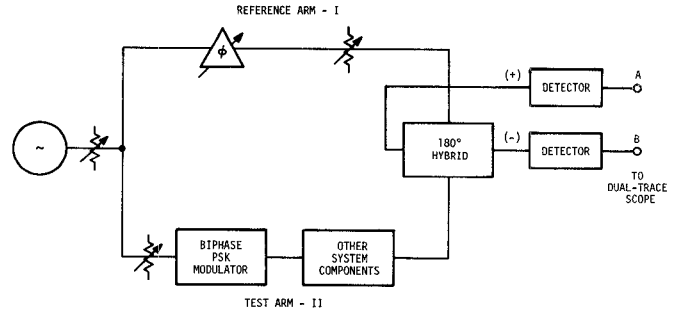 REFERENCE ARM - I
ϕ
(+)
DETECTOR
A
~
180°
HYBRID
(-)
DETECTOR
B
TO
DUAL-TRACE
SCOPE
BIPHASE
PSK
MODULATOR
OTHER
SYSTEM
COMPONENTS
TEST ARM - II